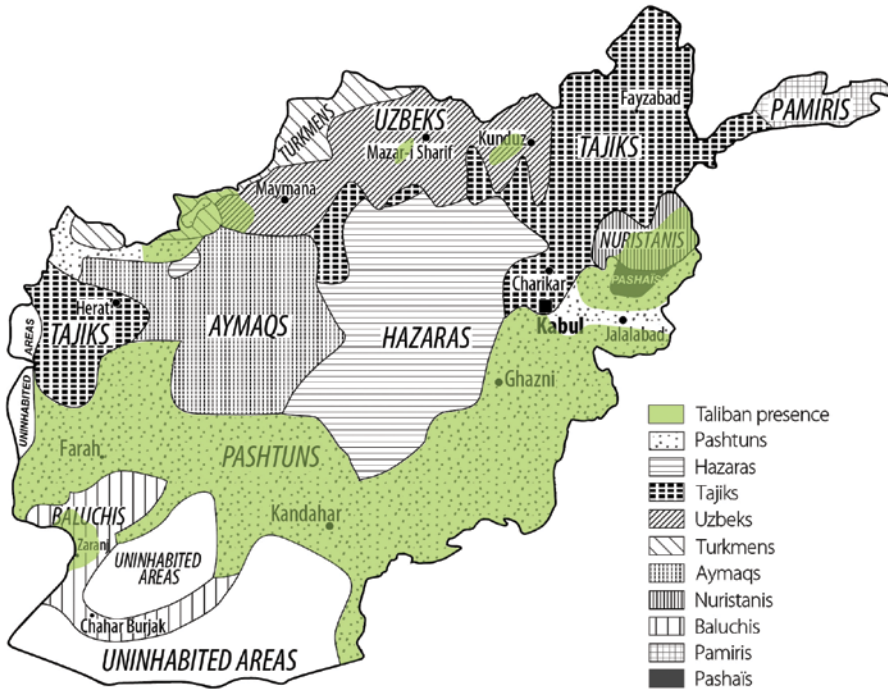 Fayzabad
PAMIRIS
UZBEKS
TURKMENS
Mazar-i Sharif
Kunduz
TAJIKS
Maymana
NURISTANIS
PASHAÏS
Charikar
Herat
TAJIKS
AYMAQS
HAZARAS
Kabul
Jalalabad
UNINHABITED AREAS
Ghazni
UNINHABITED AREAS
Farah
PASHTUNS
Kandahar
BALUCHIS
Zaranj
UNINHABITED
AREAS
Chahar Burjak
UNINHABITED AREAS
Taliban presence
Pashtuns
Hazaras
Tajiks
Uzbeks
Turkmens
Aymaqs
Nuristanis
Baluchis
Pamiris
Pashaïs